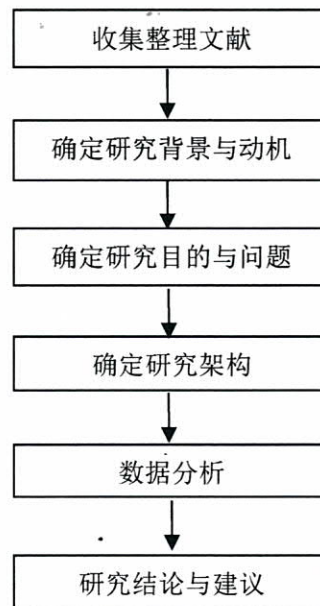 收集整理文献
确定研究背景与动机
确定研究目的与问题
确定研究架构
数据分析
研究结论与建议